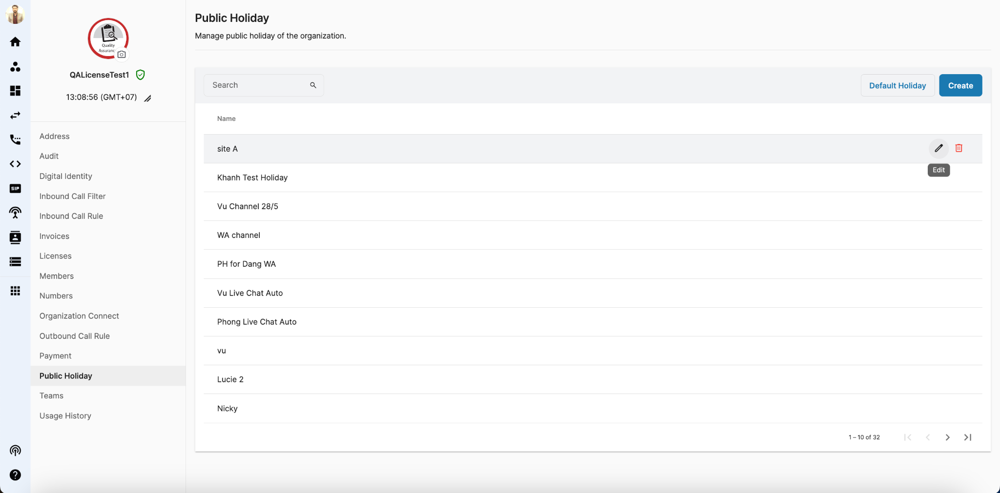 Quality
Assurance
QALicenseTest1
13:08:56 (GMT+07)
SIP
Address
Audit
Digital Identity
Inbound Call Filter
Inbound Call Rule
Invoices
Licenses
Members
Numbers
Organization Connect
Outbound Call Rule
Payment
Public Holiday
Teams
Usage History
Public Holiday
Manage public holiday of the organization.
Search
Default Holiday
Create
Name
site A
Edit
Khanh Test Holiday
Vu Channel 28/5
WA channel
PH for Dang WA
Vu Live Chat Auto
Phong Live Chat Auto
vu
Lucie 2
Nicky
1 – 10 of 32